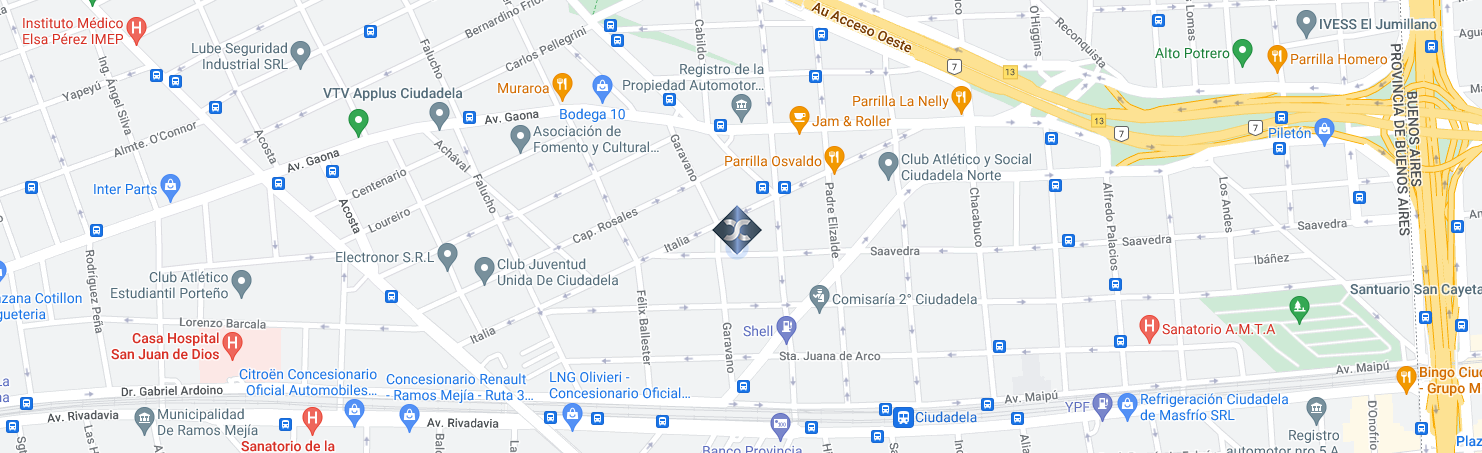 Instituto Médico
Elsa Pérez IMEP
Lube Seguridad
Industrial SRL
Bernardino
Carlos Pellegrini
Cabildo
Au Acceso Oeste
O'Higgins
Reconquista
Lomas
IVESS El Jumillano
Alto Potrero
Parrilla Homero
PROVINCIA DE BUENOS AIRES
BUENOS AIRES
Yapeyú
Ing. Ángel Silva
Falucho
VTV Applus Ciudadela
Muraroa
Bodega 10
Registro de la
Propiedad Automotor...
Parrilla La Nelly
7
13
Jam & Roller
13
7
7
Piletón
Almte. O'Connor
Acosta
Av. Gaona
Av. Gaona
Asociación de
Fomento y Cultural...
Garavano
Parrilla Osvaldo
Club Atlético y Social
Ciudadela Norte
Inter Parts
Centenario
Achával
Falucho
Acosta
Loureiro
Cap. Rosales
Italia
Padre Elizalde
Chacabuco
Alfredo Palacios
Los Andes
Saavedra
Saavedra
Saavedra
Ibáñez
Electronor S.R.L
Club Juventud
Unida De Ciudadela
Club Atlético
Estudiantil Porteño
Rodríguez Peña
zana Cotillon
gueteria
Lorenzo Barcala
Casa Hospital
San Juan de Dios
Italia
Félix Ballester
Garavano
Comisaría 2° Ciudadela
Shell
Sta. Juana de Arco
Sanatorio A.M.T.A
Santuario San Cayeta
Av. Maipú
Bingo Ciu
- Grupo M
Dr. Gabriel Ardoino
Citroën Concesionario
Oficial Automobiles...
Concesionario Renault
- Ramos Mejía - Ruta 3...
LNG Olivieri -
Concesionario Oficial...
Av. Rivadavia
Municipalidad
De Ramos Mejía
Sanatorio de la
Av. Rivadavia
Banco Provincia
Ciudadela
Av. Maipú
YPF
Refrigeración Ciudadela
de Masfrío SRL
Registro
automotor nro 5 A
D'Onofrio
Plaz